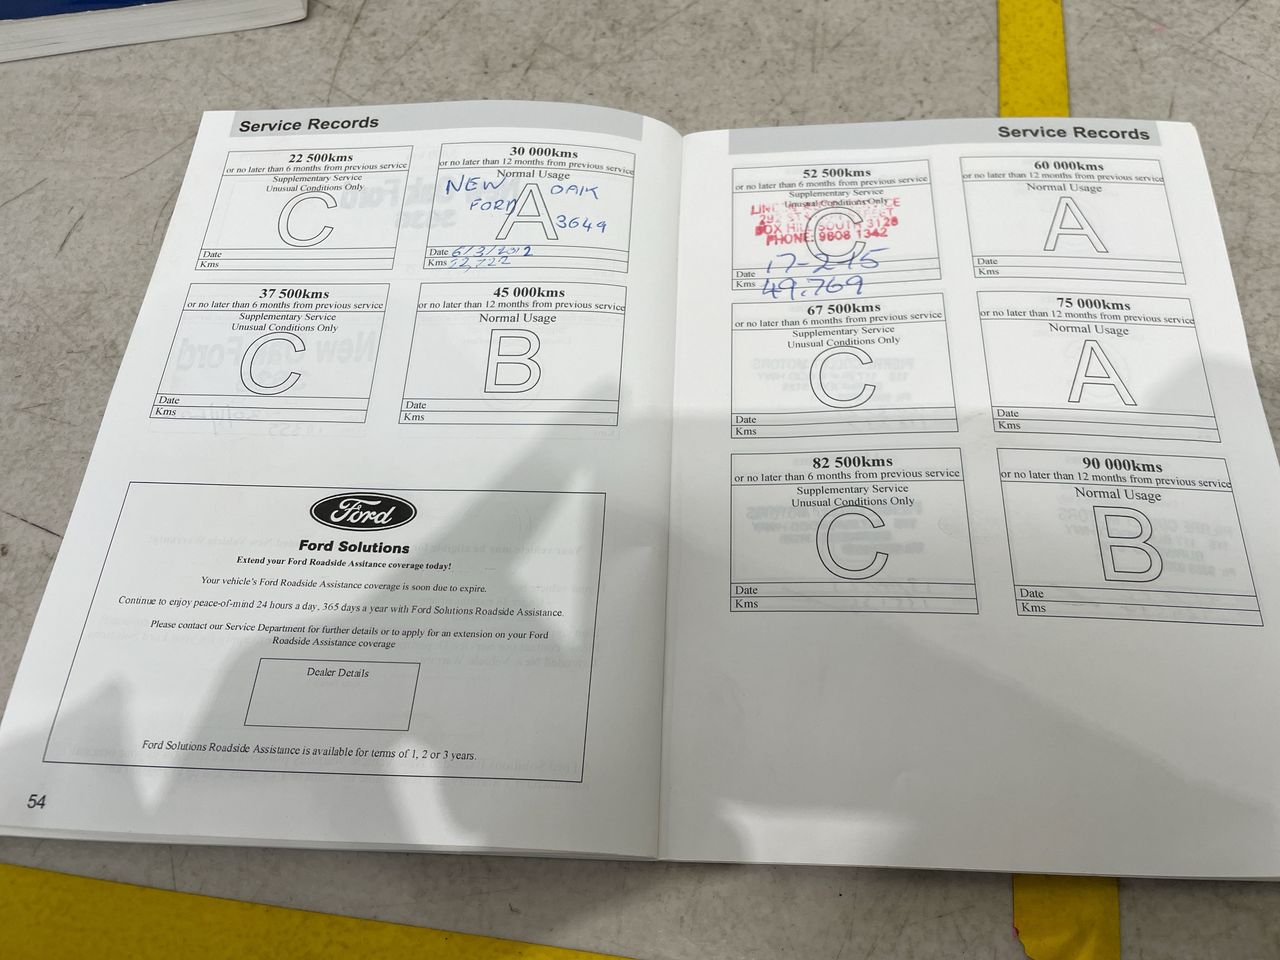 Service Records
22 500kms
or no later than 6 months from previous service
Supplementary Service
Unusual Conditions Only
C
Date
Kms
30 000kms
or no later than 12 months from previous service
Normal Usage
NEW OAIK
FORD
A
3649
Date 6/3/2012
Kms
37 500kms
or no later than 6 months from previous service
Supplementary Service
Unusual Conditions Only
C
Date
Kms
45 000kms
or no later than 12 months from previous service
Normal Usage
B
Date
Kms
Ford
Ford Solutions
Extend your Ford Roadside Assitance coverage today!
Your vehicle's Ford Roadside Assistance coverage is soon due to expire.
Continue to enjoy peace-of-mind 24 hours a day, 365 days a year with Ford Solutions Roadside Assistance.
Please contact our Service Department for further details or to apply for an extension on your Ford
Roadside Assistance coverage
Dealer Details
Ford Solutions Roadside Assistance is available for terms of 1, 2 or 3 years.
54
Service Records
52 500kms
or no later than 6 months from previous service
Supplementary Service
Unusual Conditions Only
C
BOX HILL SOUTH 3128
PHONE: 9808 1342
Date 17-2-15
Kms 49.769
60 000kms
or no later than 12 months from previous service
Normal Usage
A
Date
Kms
67 500kms
or no later than 6 months from previous service
Supplementary Service
Unusual Conditions Only
C
Date
Kms
75 000kms
or no later than 12 months from previous service
Normal Usage
A
Date
Kms
82 500kms
or no later than 6 months from previous service
Supplementary Service
Unusual Conditions Only
C
Date
Kms
90 000kms
or no later than 12 months from previous service
Normal Usage
B
Date
Kms